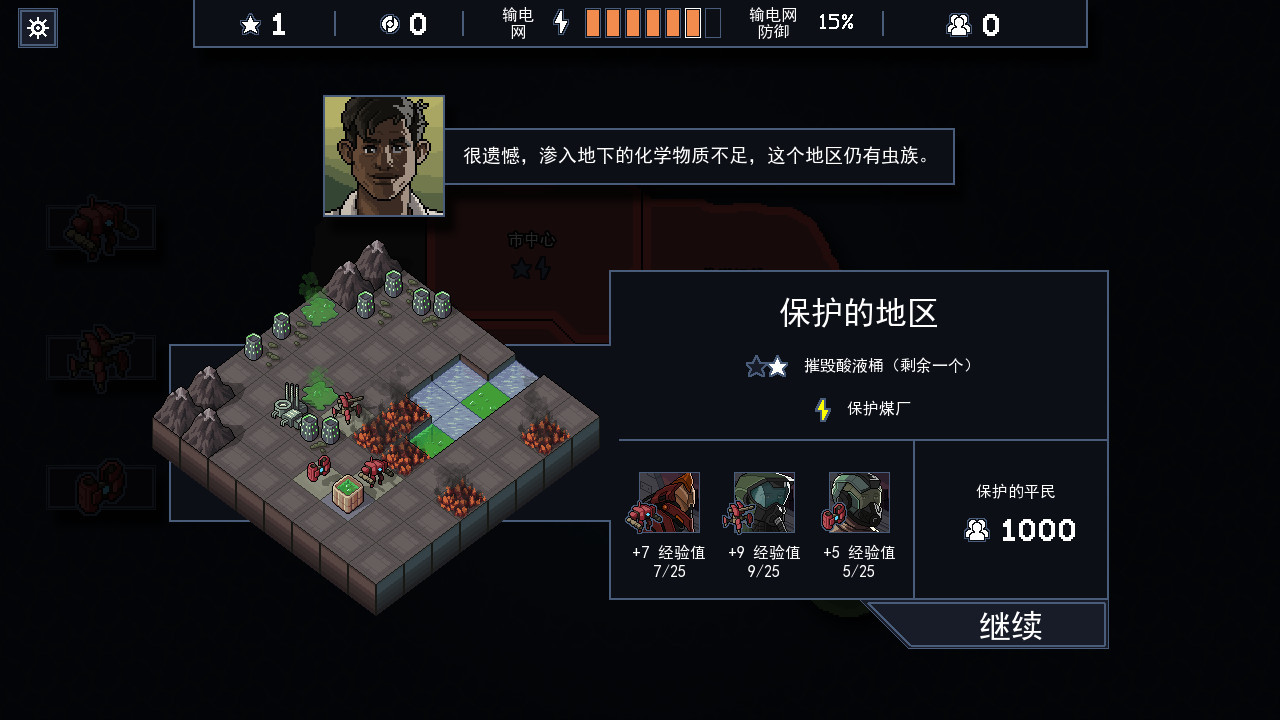 1
0
输电
网
输电网
防御
15%
0
很遗憾，渗入地下的化学物质不足，这个地区仍有虫族。
市中心
保护的地区
摧毁酸液桶（剩余一个）
保护煤厂
+7 经验值
7/25
+9 经验值
9/25
+5 经验值
5/25
保护的平民
1000
继续